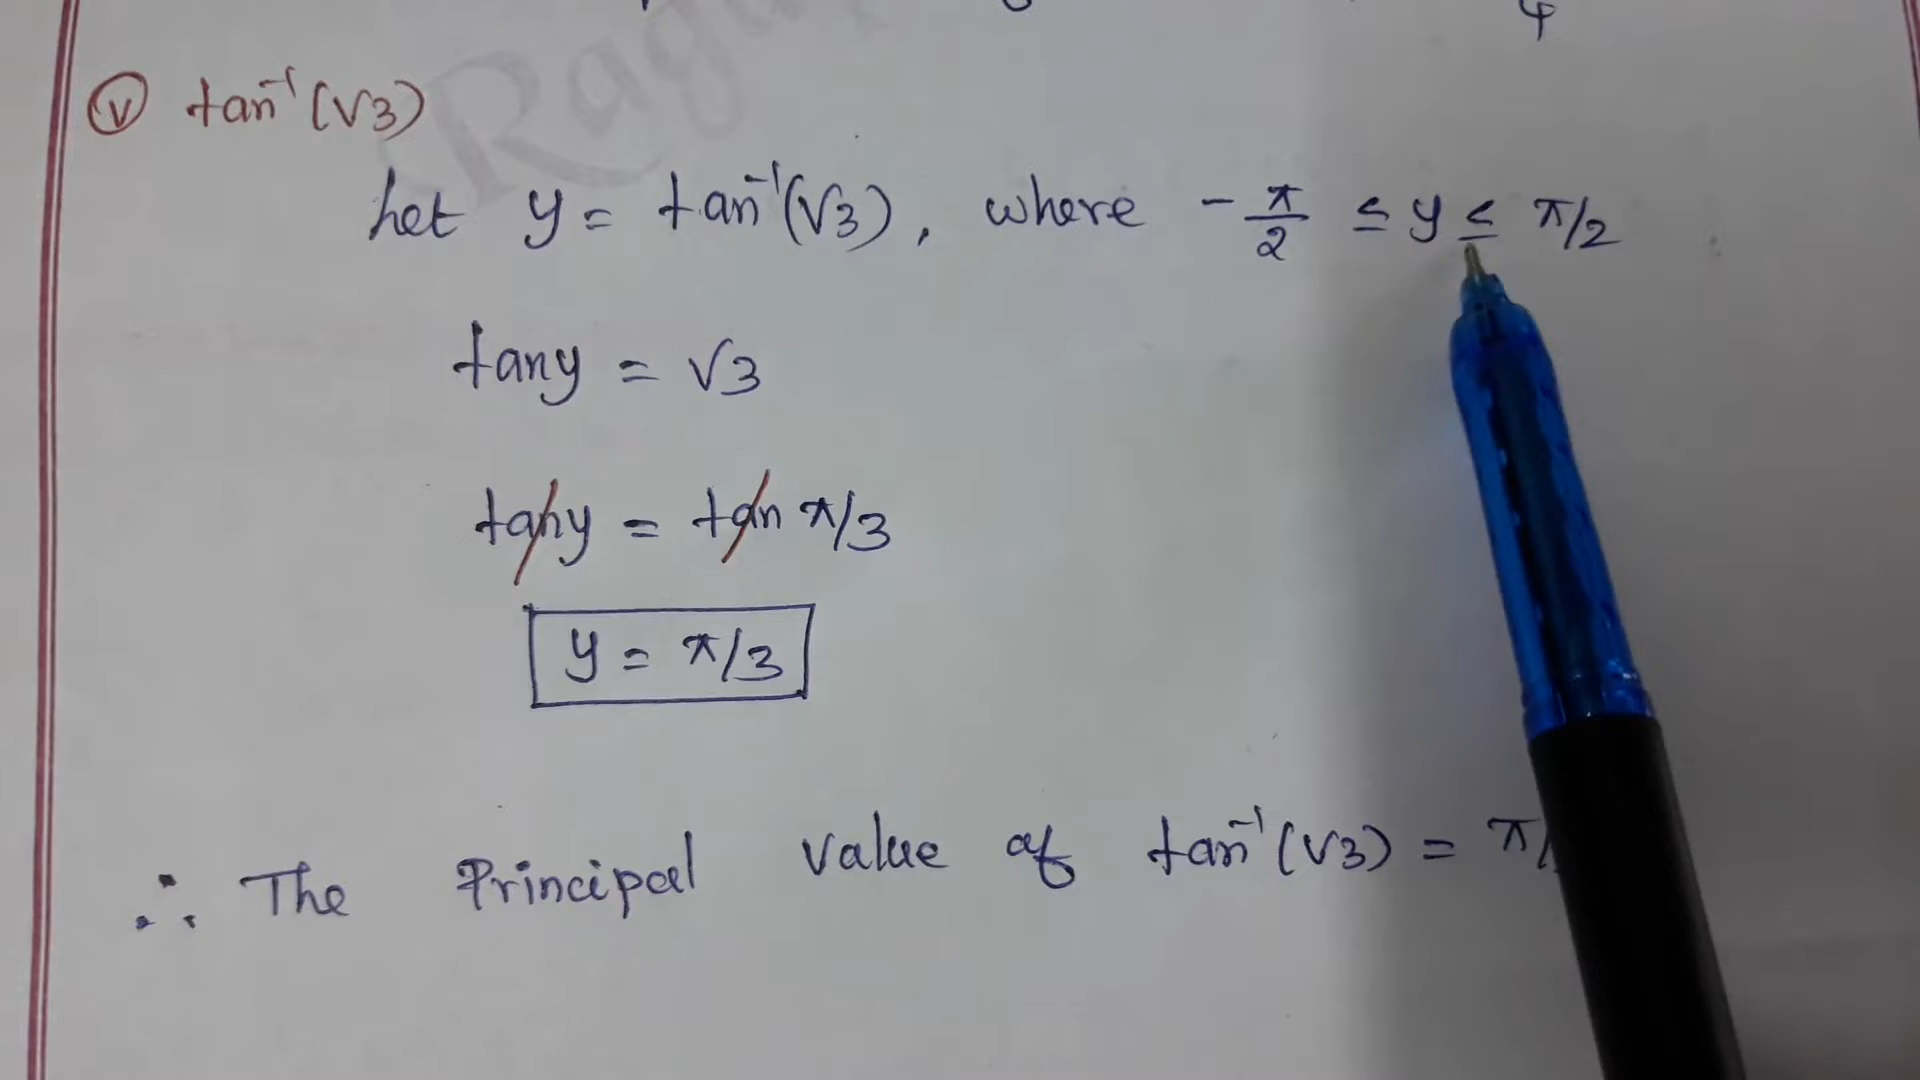 ⓥ tan⁻¹(√3)
Let y = tan⁻¹(√3), where -π/2 ≤ y ≤ π/2
tany = √3
tany = tan π/3
y = π/3
∴ The Principal value of tan⁻¹(√3) = π/